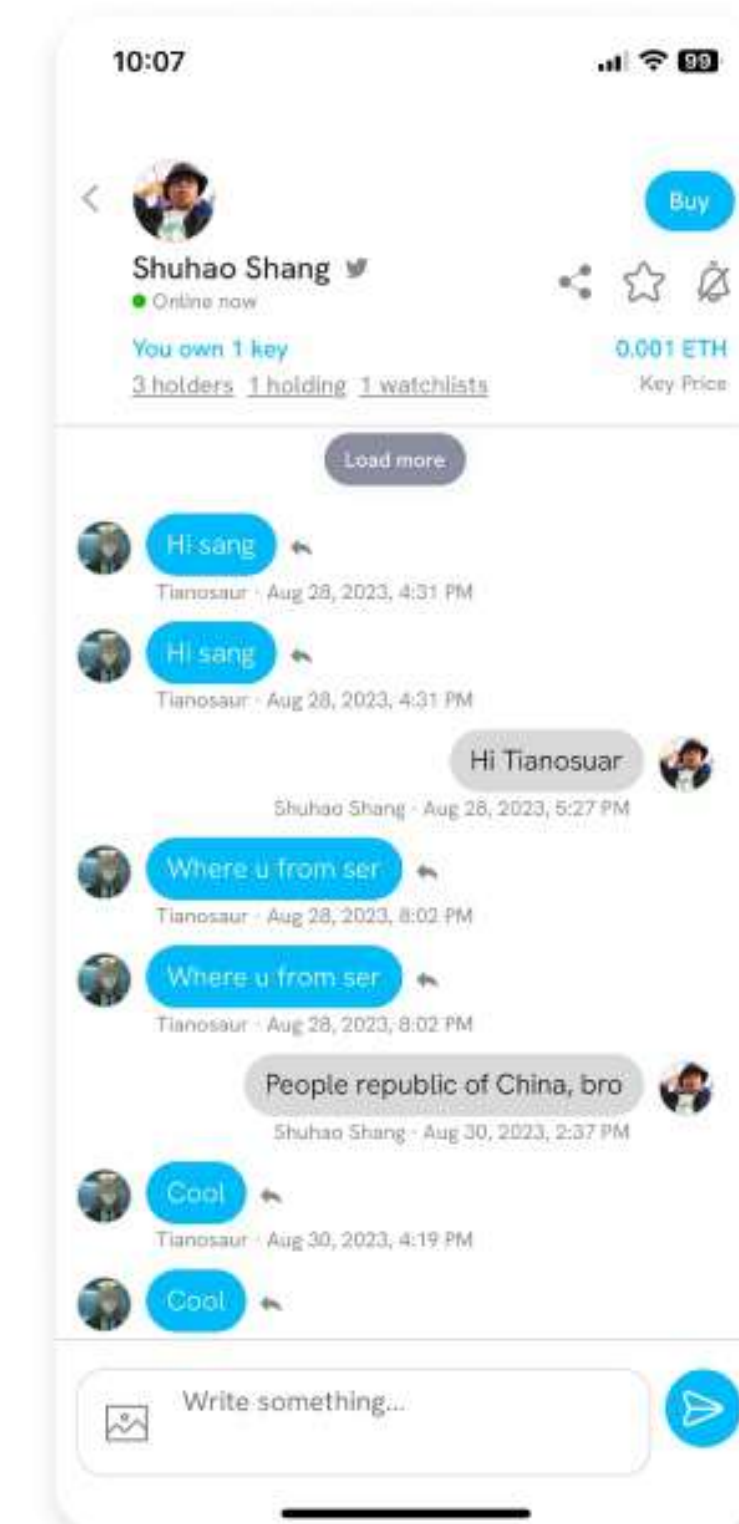 10:07
99
Buy
Shuhao Shang
Online now
You own 1 key
0.001 ETH
3 holders 1 holding 1 watchlists
Key Price
Load more
Hi sang
Tianosaur · Aug 28, 2023, 4:31 PM
Hi sang
Tianosaur · Aug 28, 2023, 4:31 PM
Hi Tianosuar
Shuhao Shang · Aug 28, 2023, 5:27 PM
Where u from ser
Tianosaur · Aug 28, 2023, 8:02 PM
Where u from ser
Tianosaur · Aug 28, 2023, 8:02 PM
People republic of China, bro
Shuhao Shang · Aug 30, 2023, 2:37 PM
Cool
Tianosaur · Aug 30, 2023, 4:19 PM
Cool
Write something...